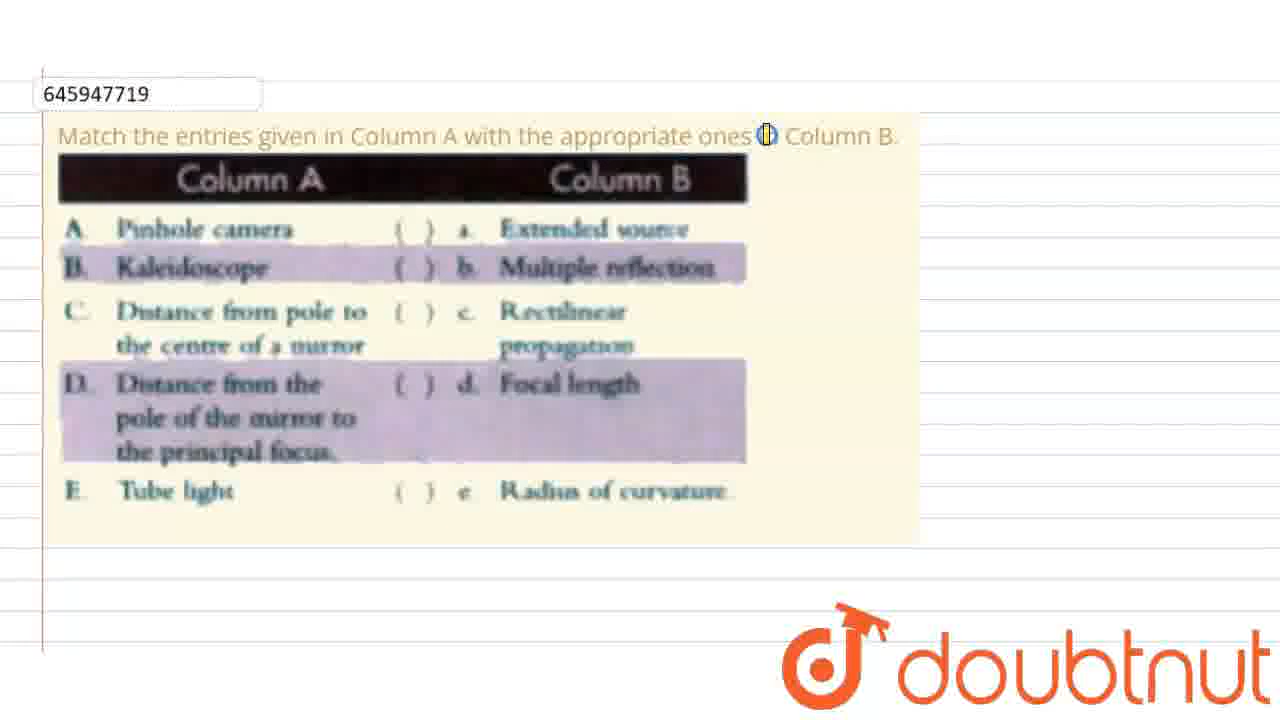 645947719
Match the entries given in Column A with the appropriate ones Column B.
Column A Column B
A. Pinhole camera ( ) a. Extended source
B. Kaleidoscope ( ) b. Multiple reflection
C. Distance from pole to ( ) c. Rectilinear
the centre of a mirror propagation
D. Distance from the ( ) d. Focal length
pole of the mirror to
the principal focus.
E. Tube light ( ) e. Radius of curvature
doubtnut